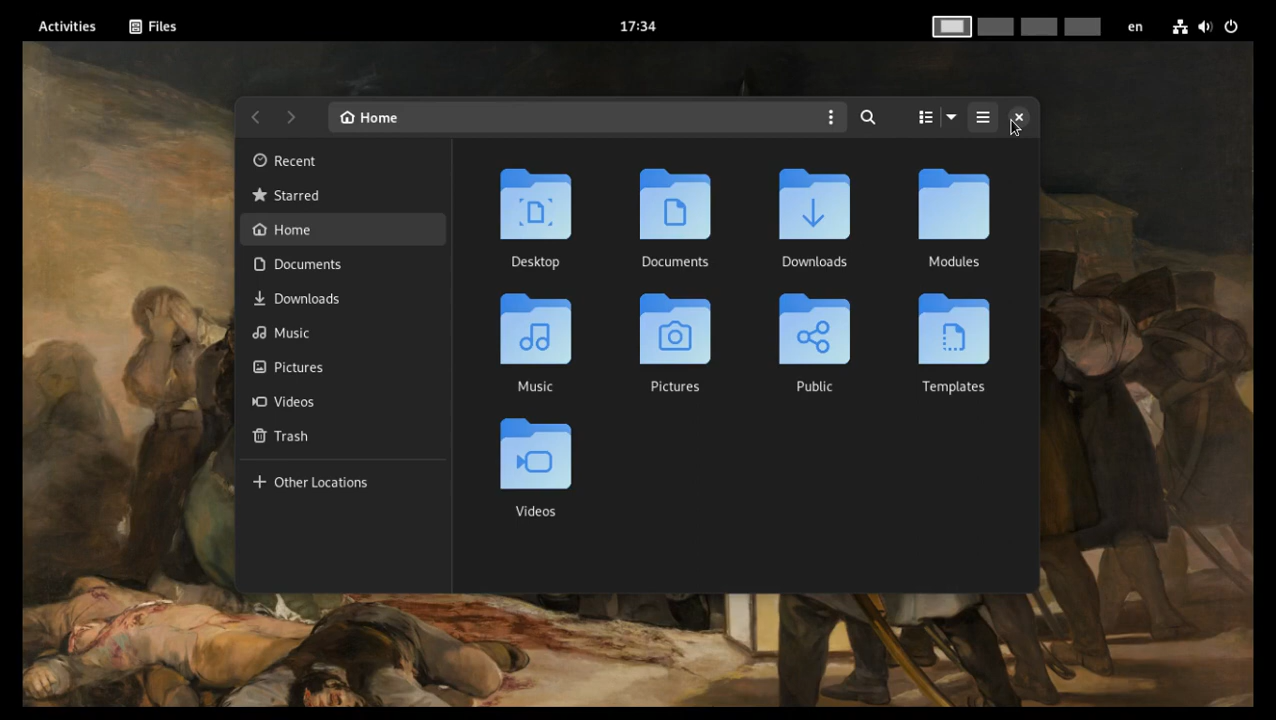 Activities Files 17:34 en
Home
Recent
Starred
Home
Documents
Downloads
Music
Pictures
Videos
Trash
Other Locations
Desktop Documents Downloads Modules
Music Pictures Public Templates
Videos